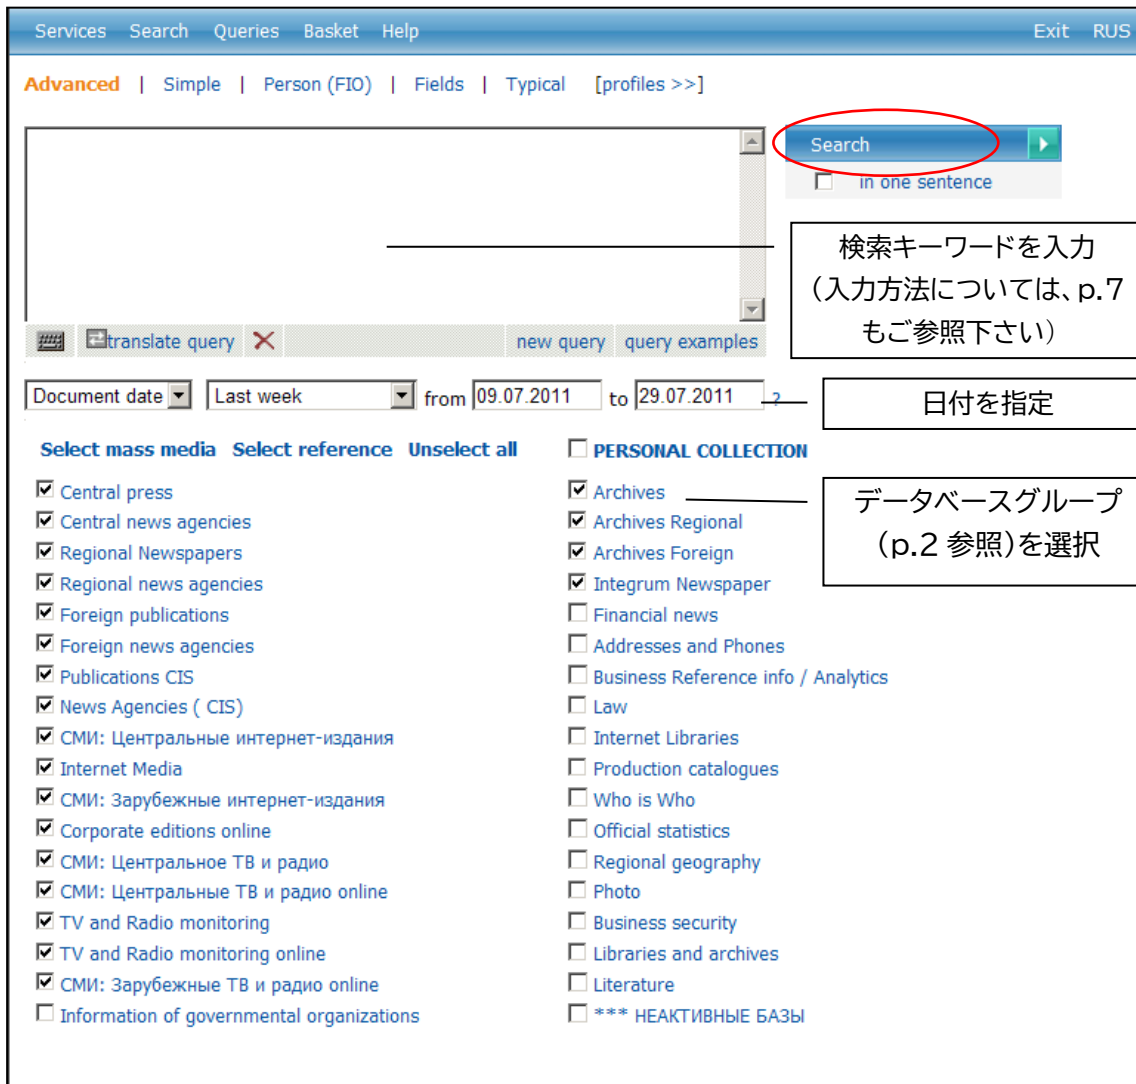 Services Search Queries Basket Help Exit RUS
Advanced | Simple | Person (FIO) | Fields | Typical [profiles >>]
Search
in one sentence
検索キーワードを入力
(入力方法については、p.7
もご参照下さい)
translate query new query query examples
Document date Last week from 09.07.2011 to 29.07.2011 ?
日付を指定
Select mass media Select reference Unselect all
Central press
Central news agencies
Regional Newspapers
Regional news agencies
Foreign publications
Foreign news agencies
Publications CIS
News Agencies ( CIS)
СМИ: Центральные интернет-издания
Internet Media
СМИ: Зарубежные интернет-издания
Corporate editions online
СМИ: Центральное ТВ и радио
СМИ: Центральные ТВ и радио online
TV and Radio monitoring
TV and Radio monitoring online
СМИ: Зарубежные ТВ и радио online
Information of governmental organizations
PERSONAL COLLECTION
Archives
Archives Regional
Archives Foreign
Integrum Newspaper
Financial news
Addresses and Phones
Business Reference info / Analytics
Law
Internet Libraries
Production catalogues
Who is Who
Official statistics
Regional geography
Photo
Business security
Libraries and archives
Literature
*** НЕАКТИВНЫЕ БАЗЫ
データベースグループ
(p.2 参照)を選択